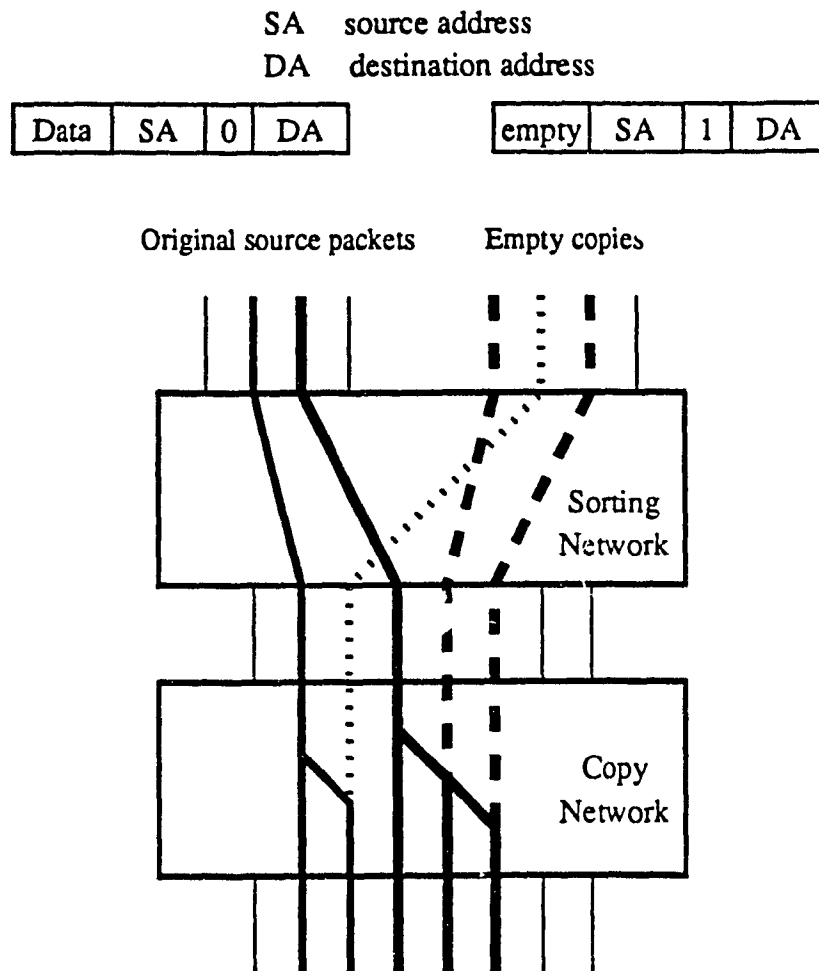 SA source address
DA destination address
Data SA 0 DA
empty SA 1 DA
Original source packets
Empty copies
Sorting
Network
Copy
Network